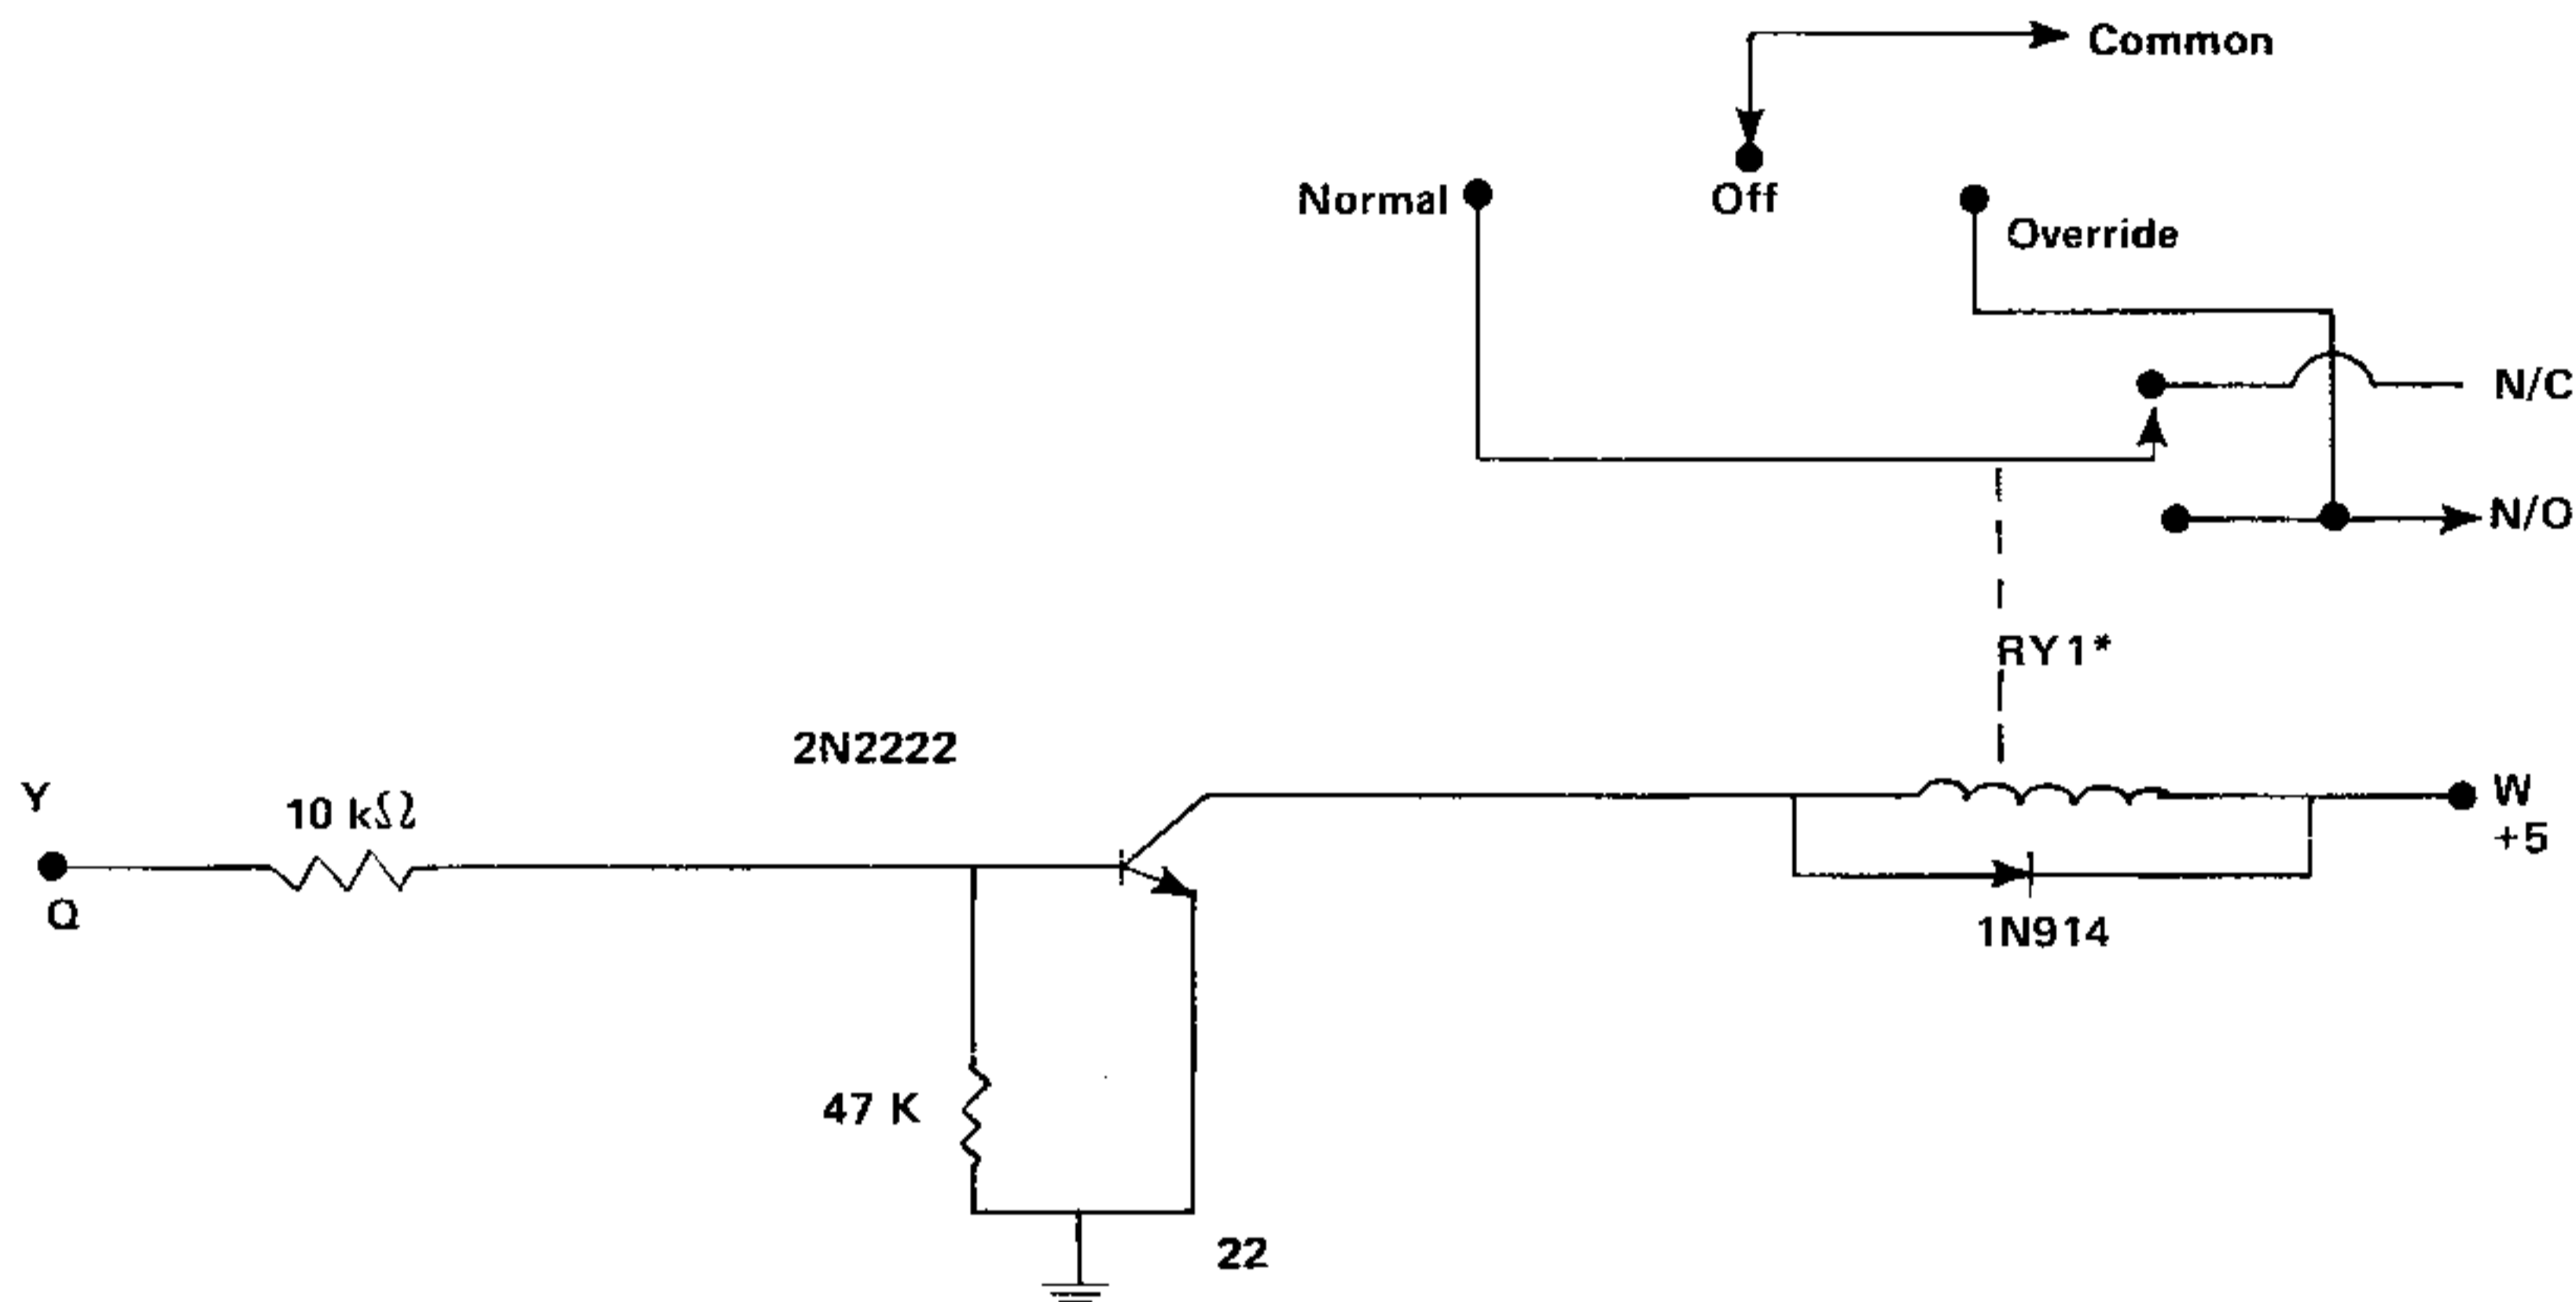 Common
Normal
Off
Override
N/C
N/O
RY1*
2N2222
Y
10 kΩ
W
+5
Q
1N914
47 K
22